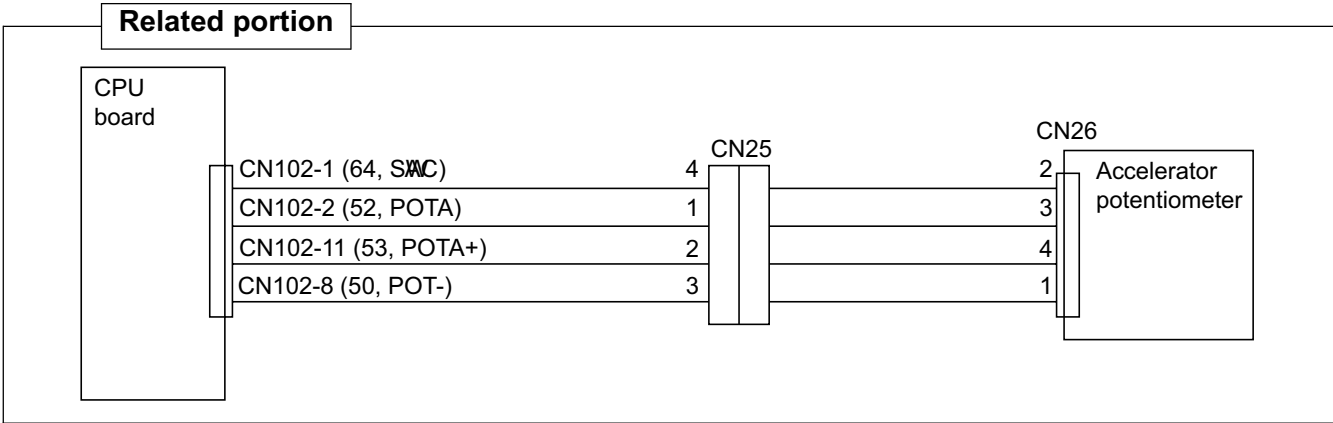 Related portion
CPU
board
CN26
CN25
CN102-1 (64, SWAC)
4
2
Accelerator
potentiometer
CN102-2 (52, POTA)
1
3
CN102-11 (53, POTA+)
2
4
CN102-8 (50, POT-)
3
1